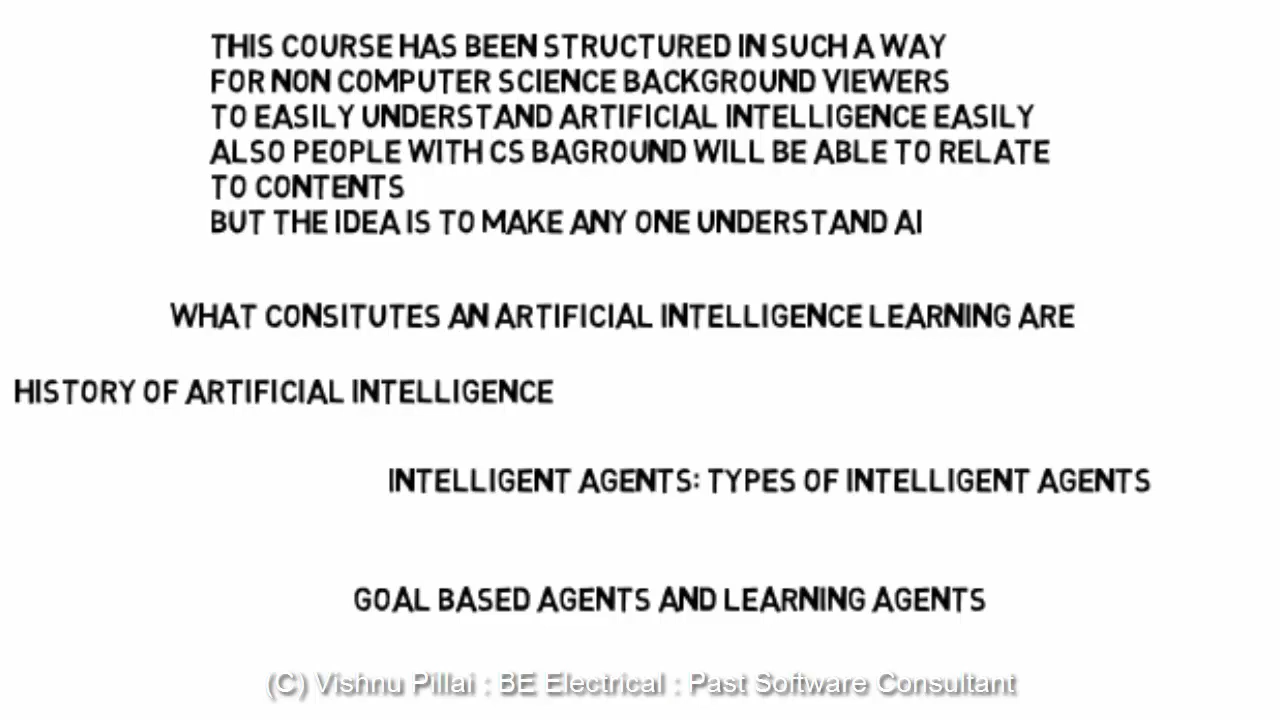 THIS COURSE HAS BEEN STRUCTURED IN SUCH A WAY
FOR NON COMPUTER SCIENCE BACKGROUND VIEWERS
TO EASILY UNDERSTAND ARTIFICIAL INTELLIGENCE EASILY
ALSO PEOPLE WITH CS BAGROUND WILL BE ABLE TO RELATE
TO CONTENTS
BUT THE IDEA IS TO MAKE ANY ONE UNDERSTAND AI
WHAT CONSITUTES AN ARTIFICIAL INTELLIGENCE LEARNING ARE
HISTORY OF ARTIFICIAL INTELLIGENCE
INTELLIGENT AGENTS: TYPES OF INTELLIGENT AGENTS
GOAL BASED AGENTS AND LEARNING AGENTS
(C) Vishnu Pillai : BE Electrical : Past Software Consultant